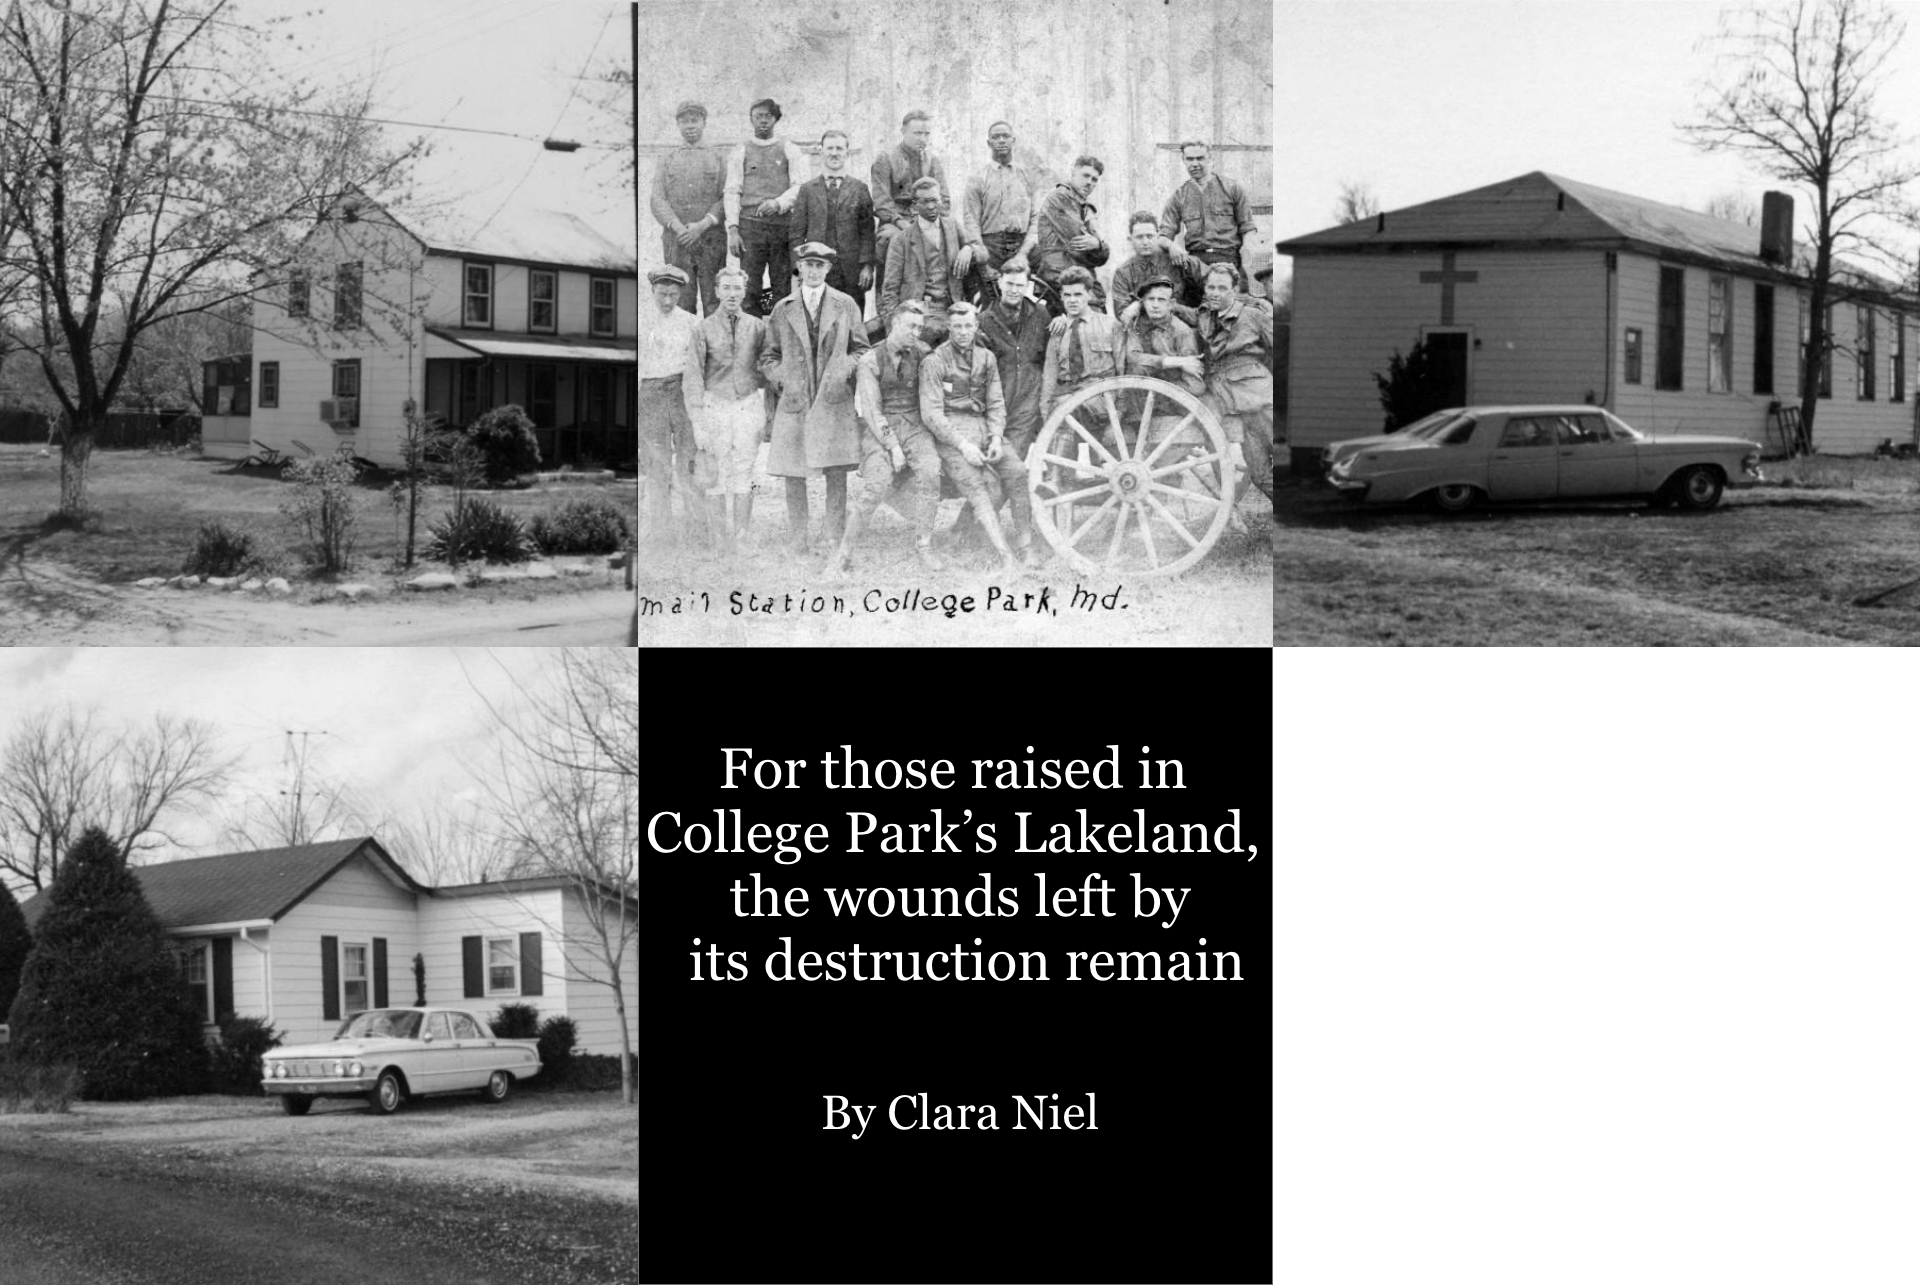 mail Station, College Park, Md.
For those raised in
College Park’s Lakeland,
the wounds left by
its destruction remain
By Clara Niel